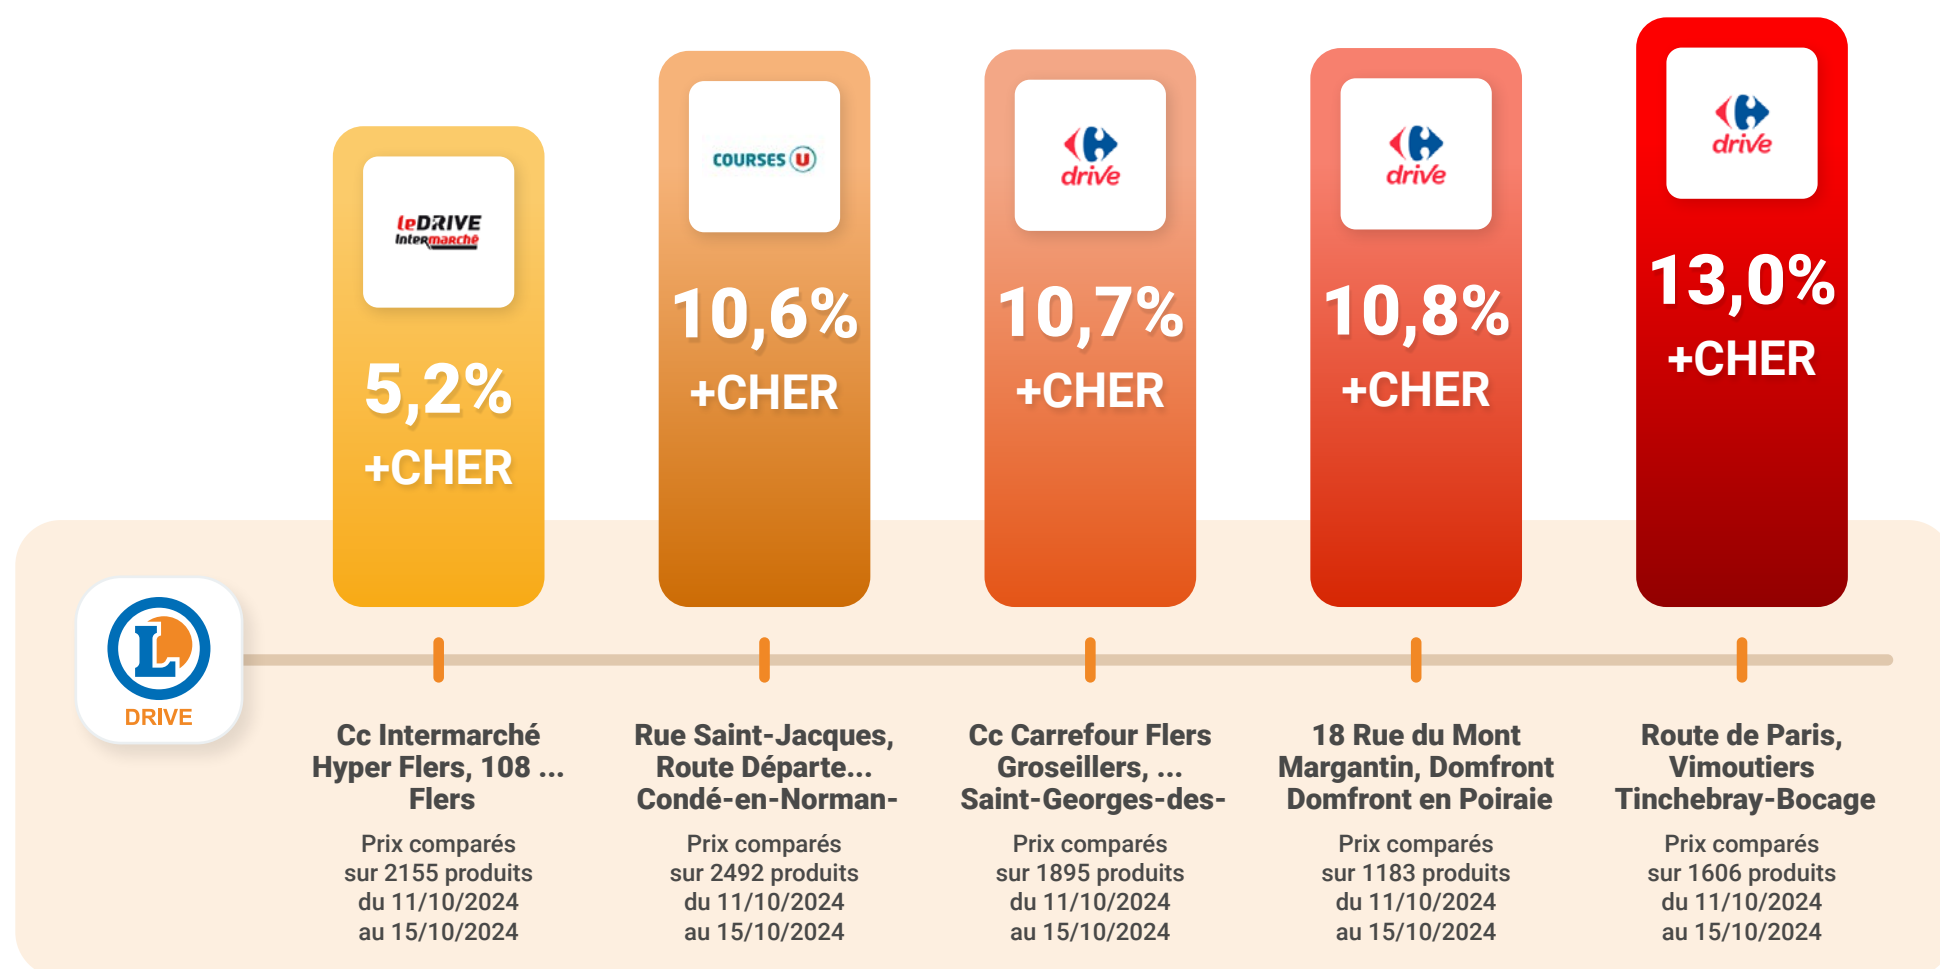 leDRIVE
Intermarché
5,2%
+CHER
COURSES U
10,6%
+CHER
drive
10,7%
+CHER
drive
10,8%
+CHER
drive
13,0%
+CHER
L
DRIVE
Cc Intermarché
Hyper Flers, 108 ...
Flers
Prix comparés
sur 2155 produits
du 11/10/2024
au 15/10/2024
Rue Saint-Jacques,
Route Départe...
Condé-en-Norman-
Prix comparés
sur 2492 produits
du 11/10/2024
au 15/10/2024
Cc Carrefour Flers
Groseillers, ...
Saint-Georges-des-
Prix comparés
sur 1895 produits
du 11/10/2024
au 15/10/2024
18 Rue du Mont
Margantin, Domfront
Domfront en Poiraie
Prix comparés
sur 1183 produits
du 11/10/2024
au 15/10/2024
Route de Paris,
Vimoutiers
Tinchebray-Bocage
Prix comparés
sur 1606 produits
du 11/10/2024
au 15/10/2024